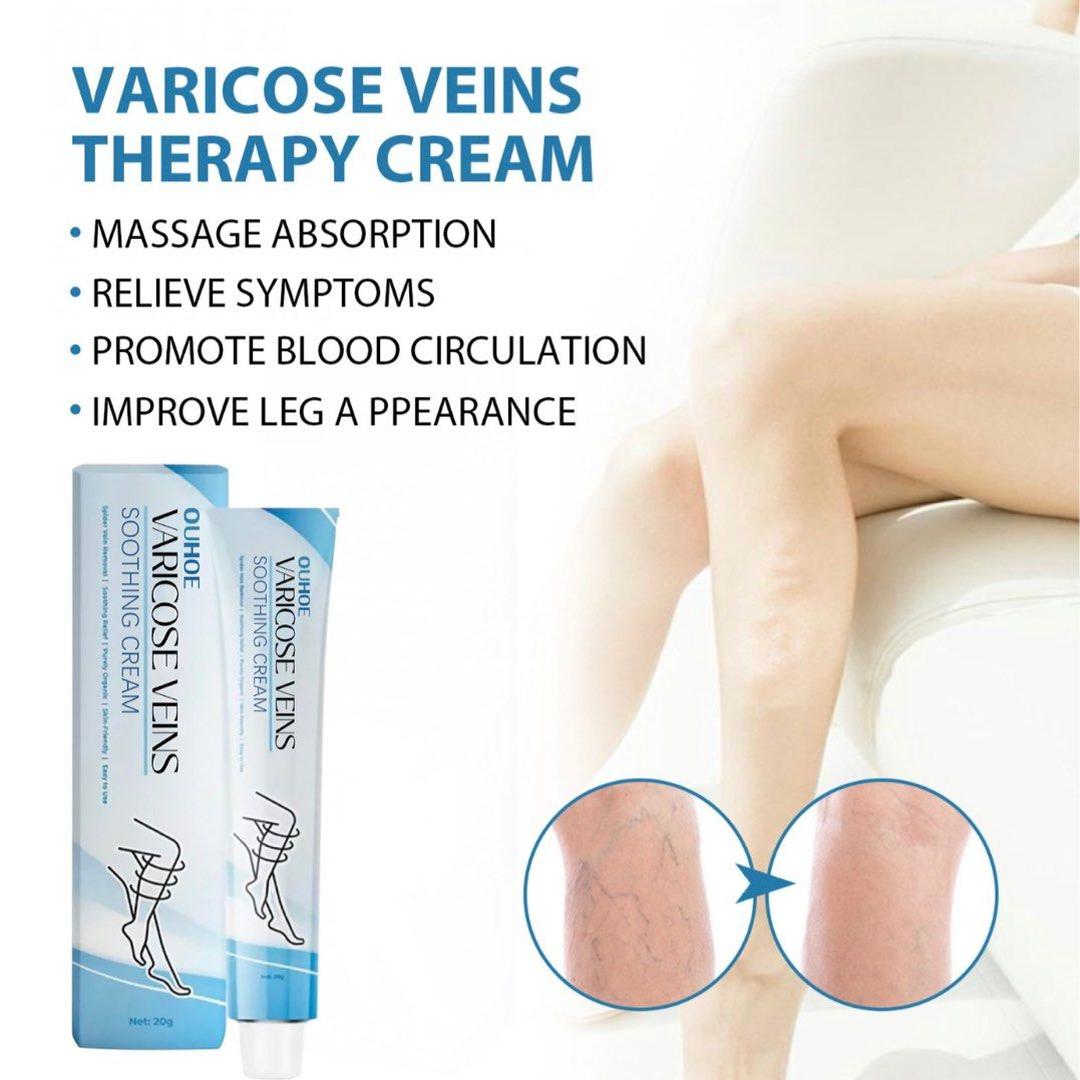 VARICOSE VEINS
THERAPY CREAM
• MASSAGE ABSORPTION
• RELIEVE SYMPTOMS
• PROMOTE BLOOD CIRCULATION
• IMPROVE LEG A PPEARANCE
OUHOE
VARICOSE VEINS
SOOTHING CREAM
Spider Vein Removal | Soothing Relief | Purely Organic | Skin-Friendly | Easy to Use
Net: 20g
OUHOE
VARICOSE VEINS
SOOTHING CREAM
Spider Vein Removal | Soothing Relief | Purely Organic | Skin-Friendly | Easy to Use
Net: 20g